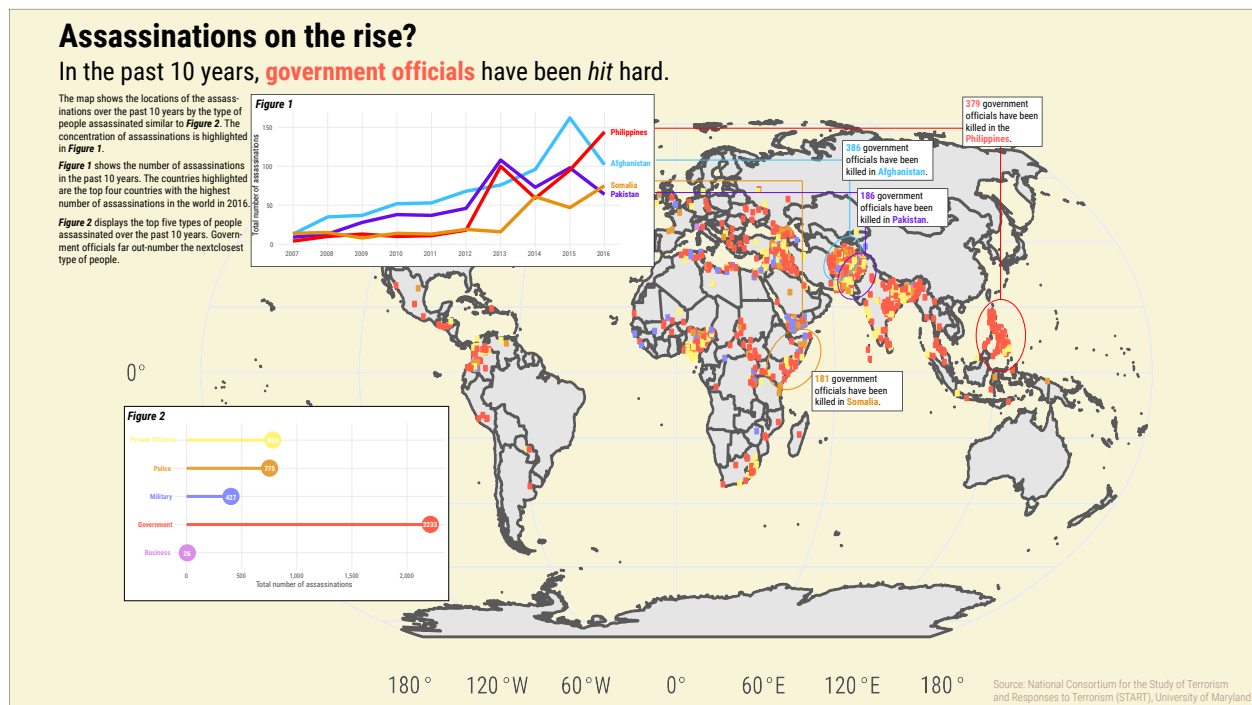 Assassinations on the rise?
In the past 10 years, government officials have been hit hard.
The map shows the locations of the assass-
inations over the past 10 years by the type of
people assassinated similar to Figure 2. The
concentration of assassinations is highlighted
in Figure 1.
Figure 1 shows the number of assassinations
in the past 10 years. The countries highlighted
are the top four countries with the highest
number of assassinations in the world in 2016.
Figure 2 displays the top five types of people
assassinated over the past 10 years. Govern-
ment officials far out-number the nextclosest
type of people.
Figure 1
Total number of assassinations
150
100
50
0
2007 2008 2009 2010 2011 2012 2013 2014 2015 2016
Philippines
Afghanistan
Somalia
Pakistan
379 government
officials have been
killed in the
Philippines.
386 government
officials have been
killed in Afghanistan.
186 government
officials have been
killed in Pakistan.
181 government
officials have been
killed in Somalia.
0°
Figure 2
Private Citizens
Police 775
Military 427
Government 2233
Business 26
0 500 1,000 1,500 2,000
Total number of assassinations
180° 120°W 60°W 0° 60°E 120°E 180°
Source: National Consortium for the Study of Terrorism
and Responses to Terrorism (START), University of Maryland